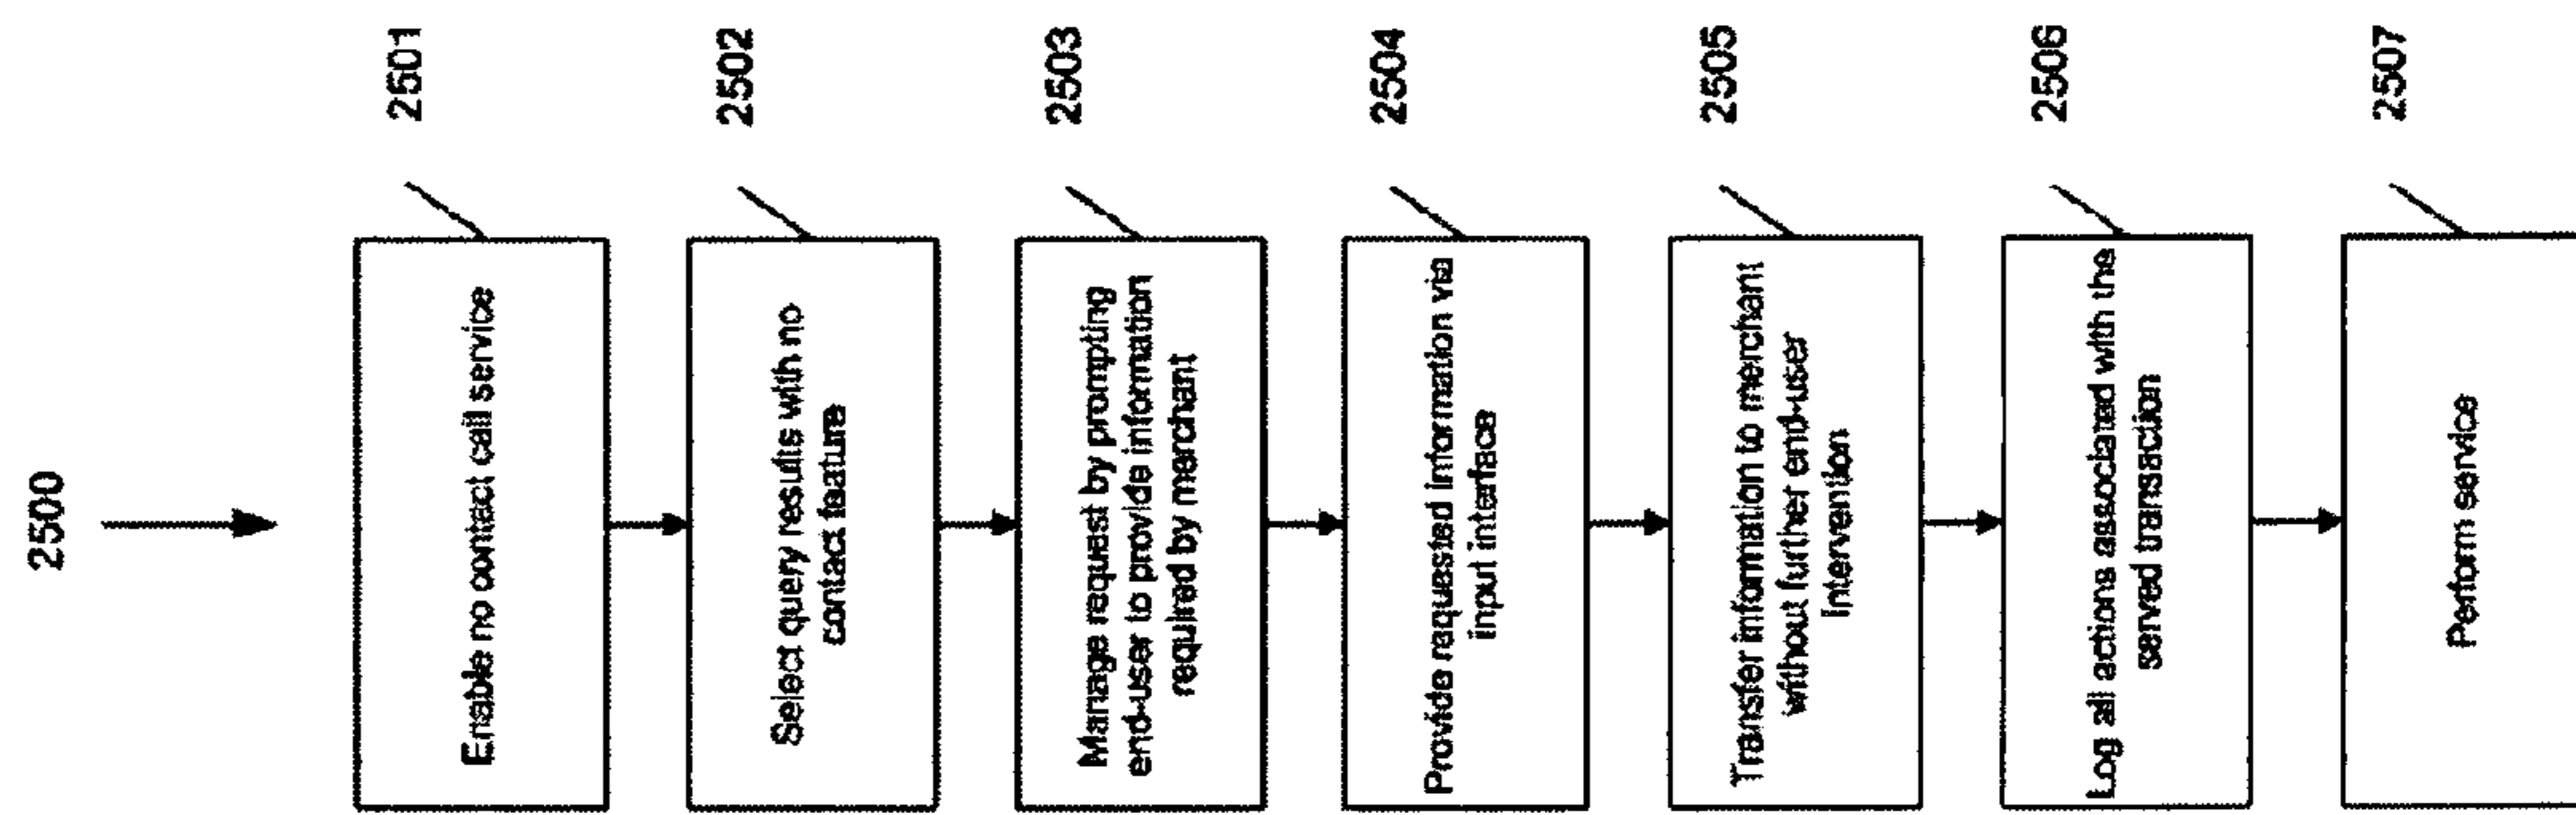 2500
2501
Enable no contact call service
2502
Select query results with no
contact feature
2503
Manage request by prompting
end-user to provide information
required by merchant
2504
Provide requested information via
input interface
2505
Transfer information to merchant
without further end-user
intervention
2506
Log all actions associated with the
served transaction
2507
Perform service